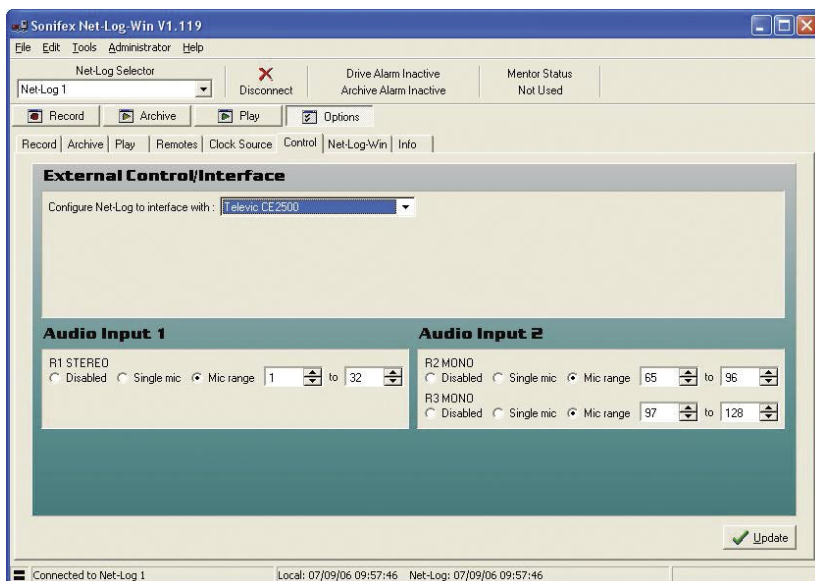 Sonifex Net-Log-Win V1.119
File Edit Tools Administrator Help
Net-Log Selector
Net-Log 1
Disconnect
Drive Alarm Inactive
Archive Alarm Inactive
Mentor Status
Not Used
Record Archive Play Options
Record Archive Play Remotes Clock Source Control Net-Log-Win Info
External Control/Interface
Configure Net-Log to interface with : Televic CE2500
Audio Input 1
R1 STEREO
Disabled Single mic Mic range 1 to 32
Audio Input 2
R2 MONO
Disabled Single mic Mic range 65 to 96
R3 MONO
Disabled Single mic Mic range 97 to 128
Update
Connected to Net-Log 1 Local: 07/09/06 09:57:46 Net-Log: 07/09/06 09:57:46